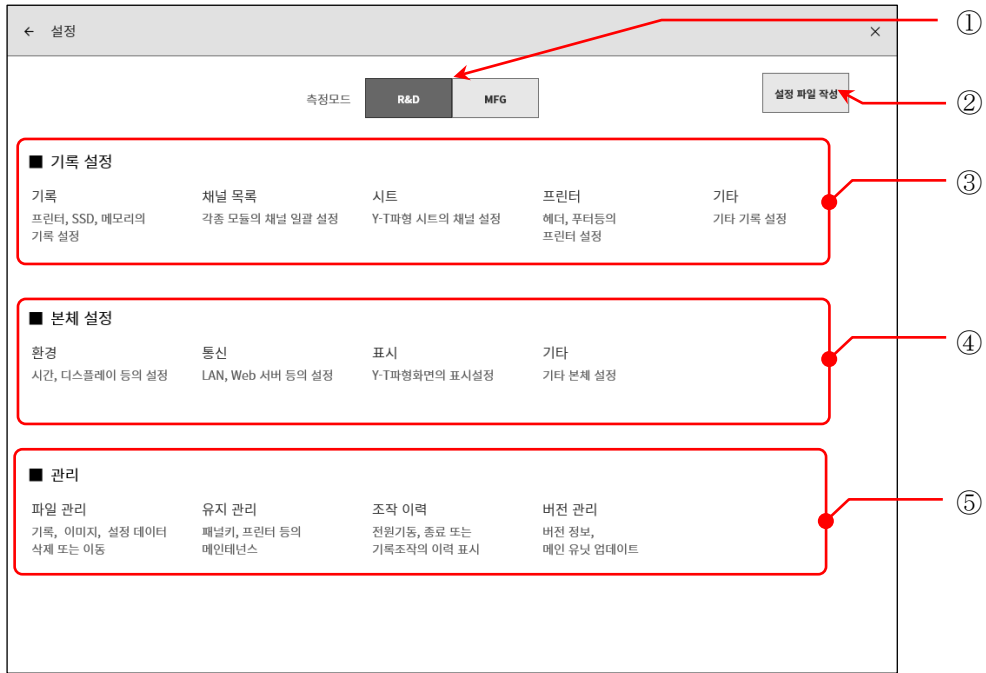 ← 설정 ×
①
측정모드 R&D MFG 설정 파일 작성
②
■ 기록 설정
③
기록 채널 목록 시트 프린터 기타
프린터, SSD, 메모리의 각종 모듈의 채널 일괄 설정 Y-T파형 시트의 채널 설정 헤더, 푸터등의 기타 기록 설정
기록 설정 프린터 설정
■ 본체 설정
④
환경 통신 표시 기타
시간, 디스플레이 등의 설정 LAN, Web 서버 등의 설정 Y-T파형화면의 표시설정 기타 본체 설정
■ 관리
⑤
파일 관리 유지 관리 조작 이력 버전 관리
기록, 이미지, 설정 데이터 패널키, 프린터 등의 전원기동, 종료 또는 버전 정보,
삭제 또는 이동 메인테넌스 기록조작의 이력 표시 메인 유닛 업데이트